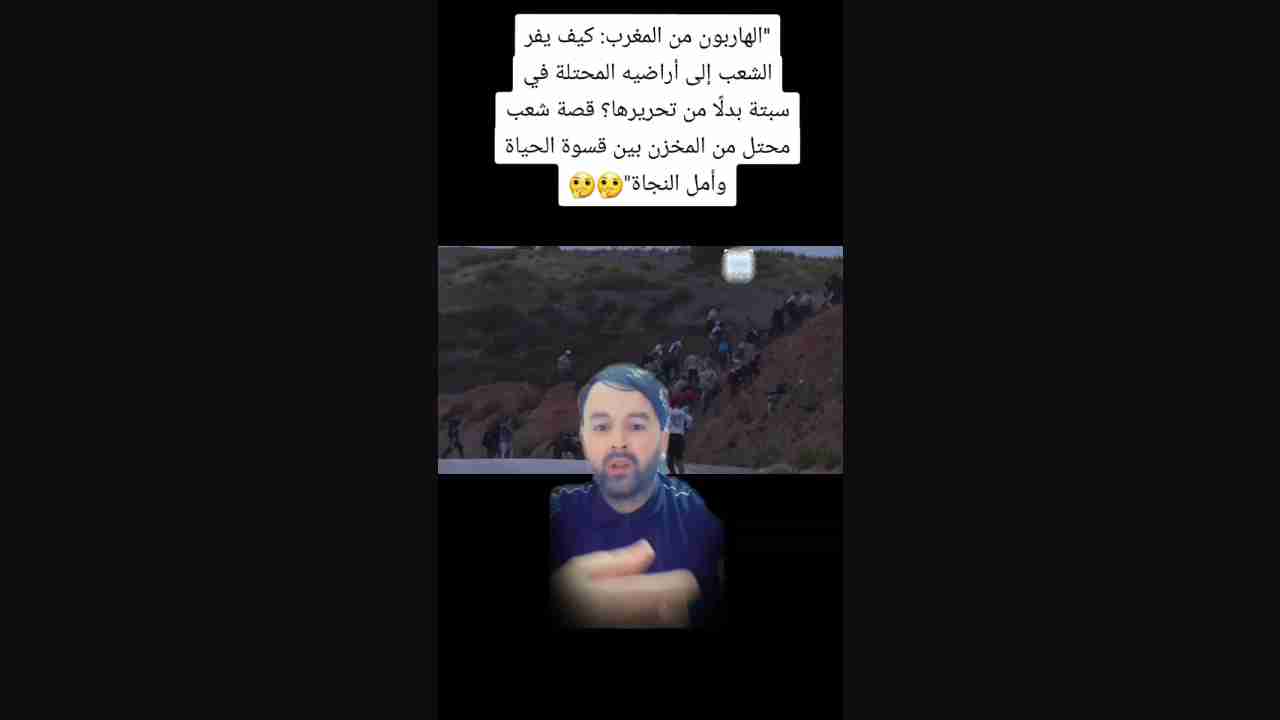 "الهاربون من المغرب: كيف يفر
الشعب إلى أراضيه المحتلة في
سبتة بدلًا من تحريرها؟ قصة شعب
محتل من المخزن بين قسوة الحياة
وأمل النجاة"🤔🤔